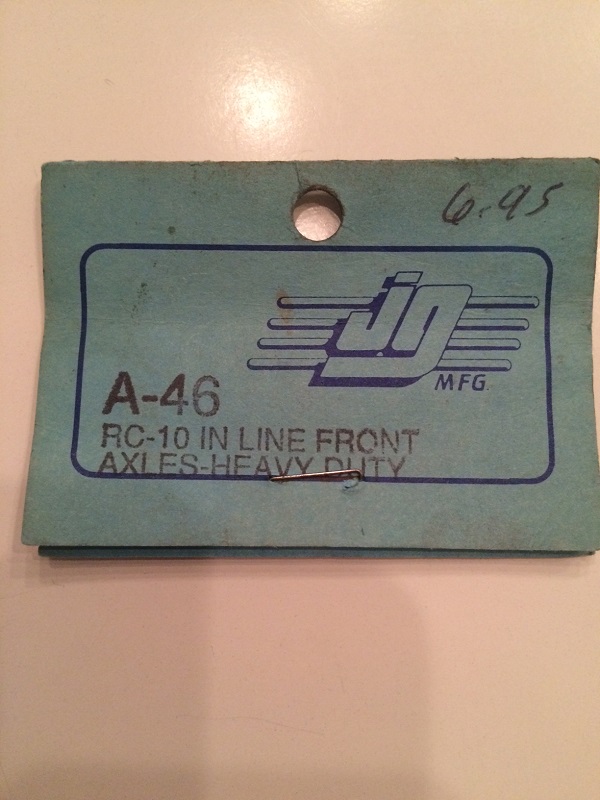 6.95
JG
MFG.
A-46
RC-10 IN LINE FRONT
AXLES-HEAVY DUTY